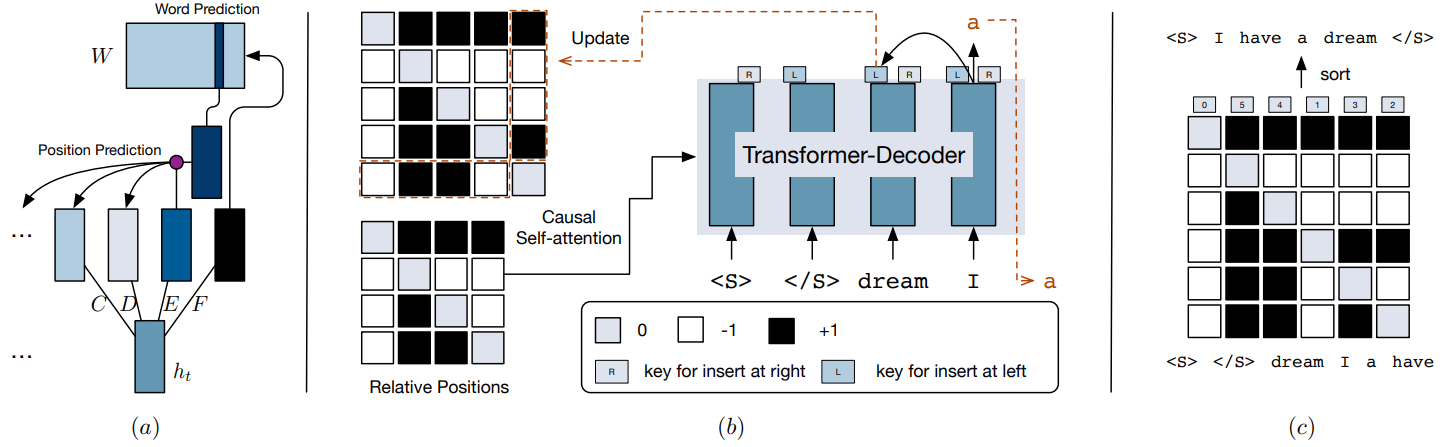 Word Prediction
W
Position Prediction
...
C D E F
...
h_t
(a)
Update
a
R L L R L R
Transformer-Decoder
Causal
Self-attention
<S> </S> dream I a
Relative Positions
0 -1 +1
R key for insert at right L key for insert at left
(b)
<S> I have a dream </S>
sort
0 5 4 1 3 2
<S> </S> dream I a have
(c)